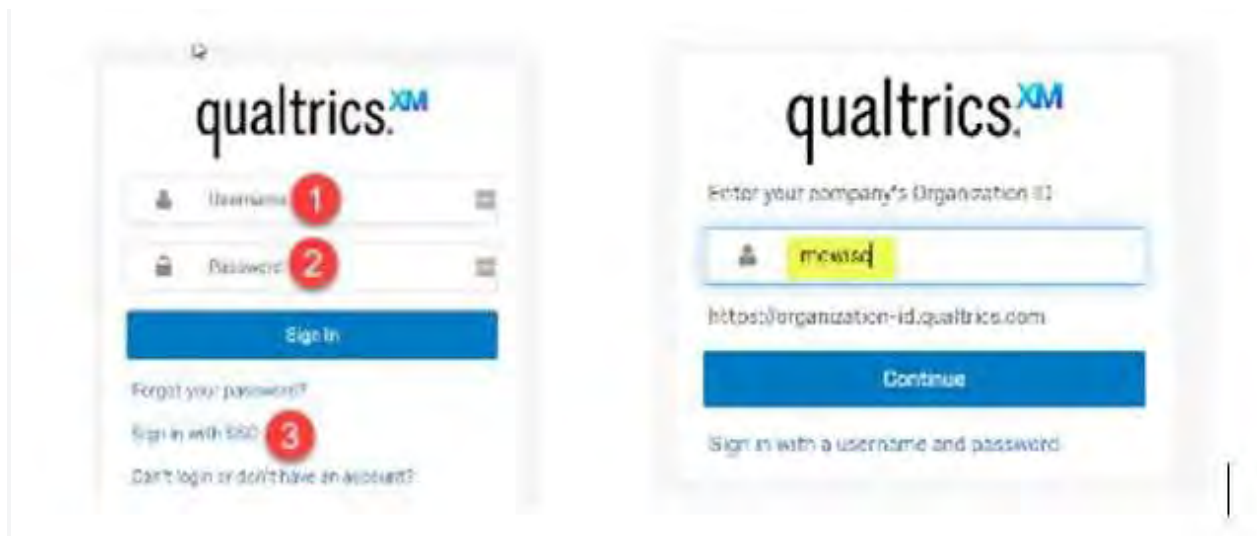 qualtrics.XM
Username 1
Password 2
Sign In
Forgot your password?
Sign in with SSO 3
Can't login or don't have an account?
qualtrics.XM
Enter your company's Organization ID
https://organization-id.qualtrics.com
Continue
Sign in with a username and password